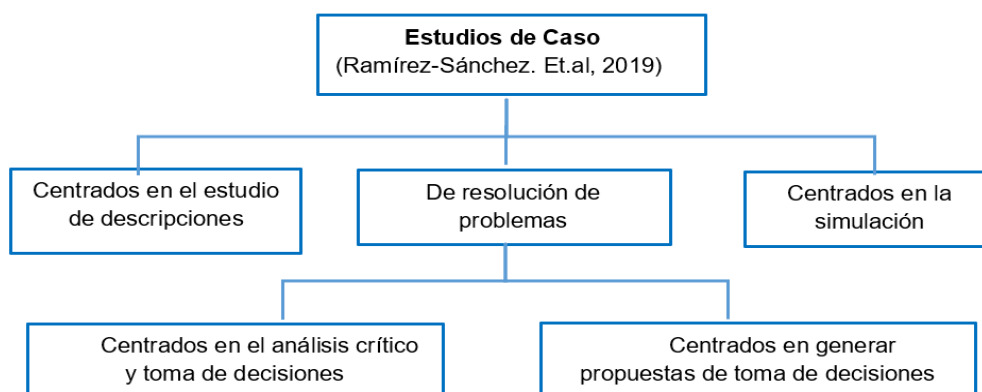 Estudios de Caso
(Ramírez-Sánchez. Et.al, 2019)
Centrados en el estudio
de descripciones
De resolución de
problemas
Centrados en la
simulación
Centrados en el análisis crítico
y toma de decisiones
Centrados en generar
propuestas de toma de decisiones